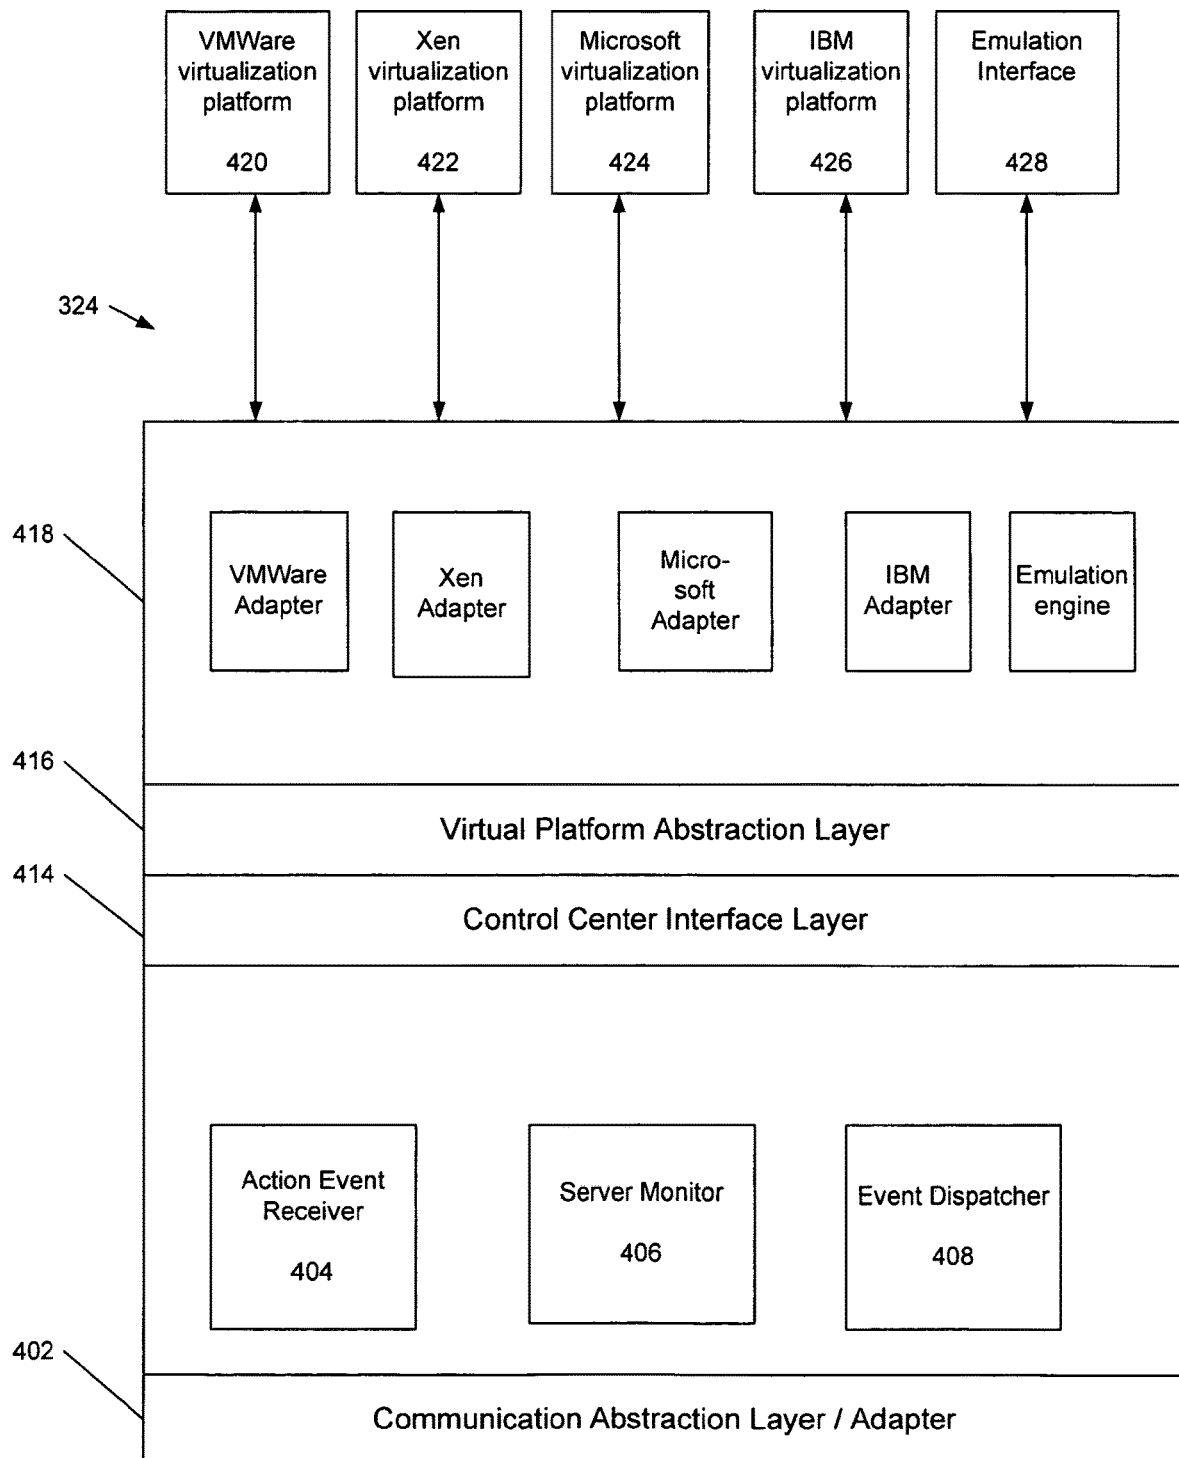 VMWare
virtualization
platform
420
Xen
virtualization
platform
422
Microsoft
virtualization
platform
424
IBM
virtualization
platform
426
Emulation
Interface
428
324
418
VMWare
Adapter
Xen
Adapter
Micro-
soft
Adapter
IBM
Adapter
Emulation
engine
416
Virtual Platform Abstraction Layer
414
Control Center Interface Layer
Action Event
Receiver
404
Server Monitor
406
Event Dispatcher
408
402
Communication Abstraction Layer / Adapter